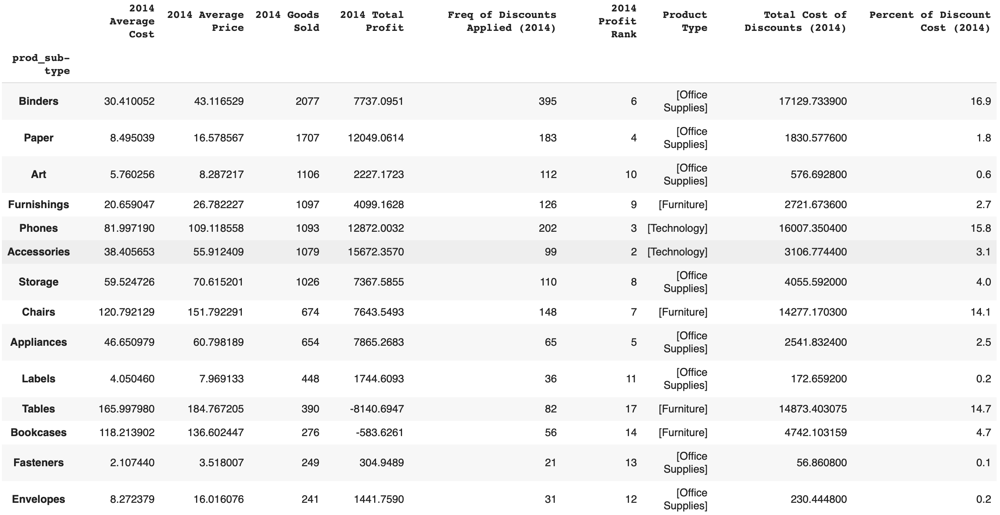 2014 Average Cost 2014 Average Price 2014 Goods Sold 2014 Total Profit Freq of Discounts Applied (2014) 2014 Profit Rank Product Type Total Cost of Discounts (2014) Percent of Discount Cost (2014)
prod_sub-type
Binders 30.410052 43.116529 2077 7737.0951 395 6 [Office Supplies] 17129.733900 16.9
Paper 8.495039 16.578567 1707 12049.0614 183 4 [Office Supplies] 1830.577600 1.8
Art 5.760256 8.287217 1106 2227.1723 112 10 [Office Supplies] 576.692800 0.6
Furnishings 20.659047 26.782227 1097 4099.1628 126 9 [Furniture] 2721.673600 2.7
Phones 81.997190 109.118558 1093 12872.0032 202 3 [Technology] 16007.350400 15.8
Accessories 38.405653 55.912409 1079 15672.3570 99 2 [Technology] 3106.774400 3.1
Storage 59.524726 70.615201 1026 7367.5855 110 8 [Office Supplies] 4055.592000 4.0
Chairs 120.792129 151.792291 674 7643.5493 148 7 [Furniture] 14277.170300 14.1
Appliances 46.650979 60.798189 654 7865.2683 65 5 [Office Supplies] 2541.832400 2.5
Labels 4.050460 7.969133 448 1744.6093 36 11 [Office Supplies] 172.659200 0.2
Tables 165.997980 184.767205 390 -8140.6947 82 17 [Furniture] 14873.403075 14.7
Bookcases 118.213902 136.602447 276 -583.6261 56 14 [Furniture] 4742.103159 4.7
Fasteners 2.107440 3.518007 249 304.9489 21 13 [Office Supplies] 56.860800 0.1
Envelopes 8.272379 16.016076 241 1441.7590 31 12 [Office Supplies] 230.444800 0.2